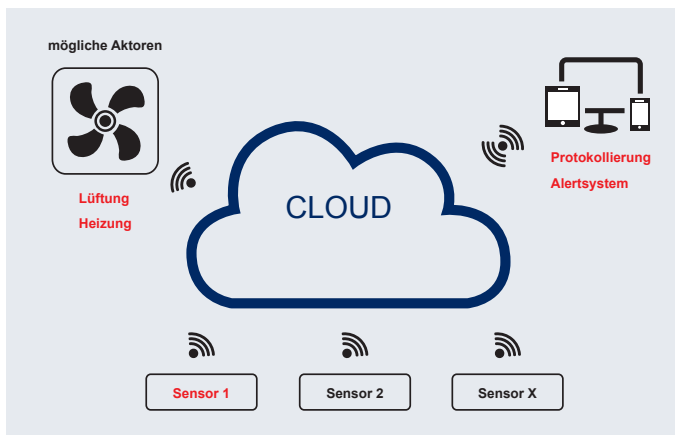 mögliche Aktoren
Lüftung
Heizung
CLOUD
Protokollierung
Alertsystem
Sensor 1
Sensor 2
Sensor X